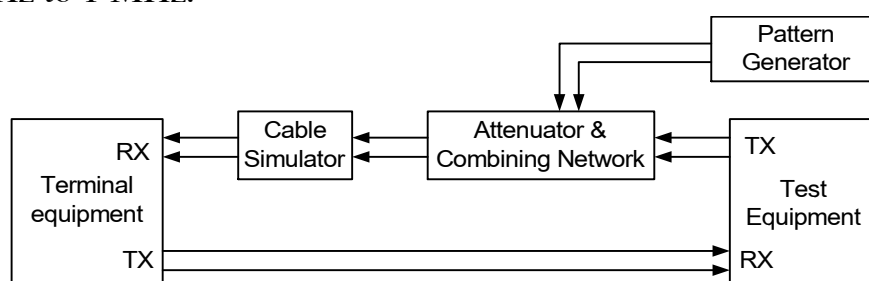 Pattern
Generator
Cable
Simulator
Attenuator &
Combining Network
RX
TX
Terminal
equipment
Test
Equipment
TX
RX